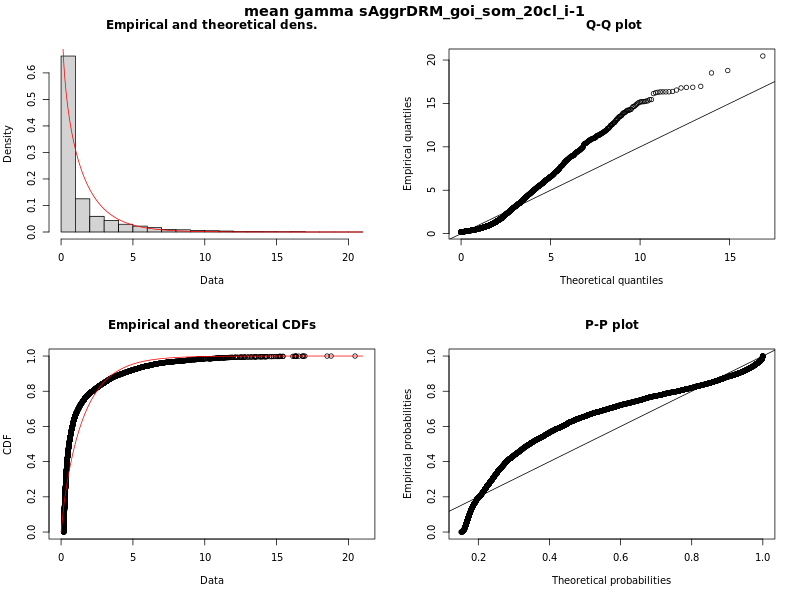 mean gamma sAggrDRM_goi_som_20cl_i-1
Empirical and theoretical dens.
Density
0.0 0.1 0.2 0.3 0.4 0.5 0.6
0 5 10 15 20
Data
Q-Q plot
Empirical quantiles
0 5 10 15 20
0 5 10 15
Theoretical quantiles
Empirical and theoretical CDFs
CDF
0.0 0.2 0.4 0.6 0.8 1.0
0 5 10 15 20
Data
P-P plot
Empirical probabilities
0.0 0.2 0.4 0.6 0.8 1.0
0.2 0.4 0.6 0.8 1.0
Theoretical probabilities